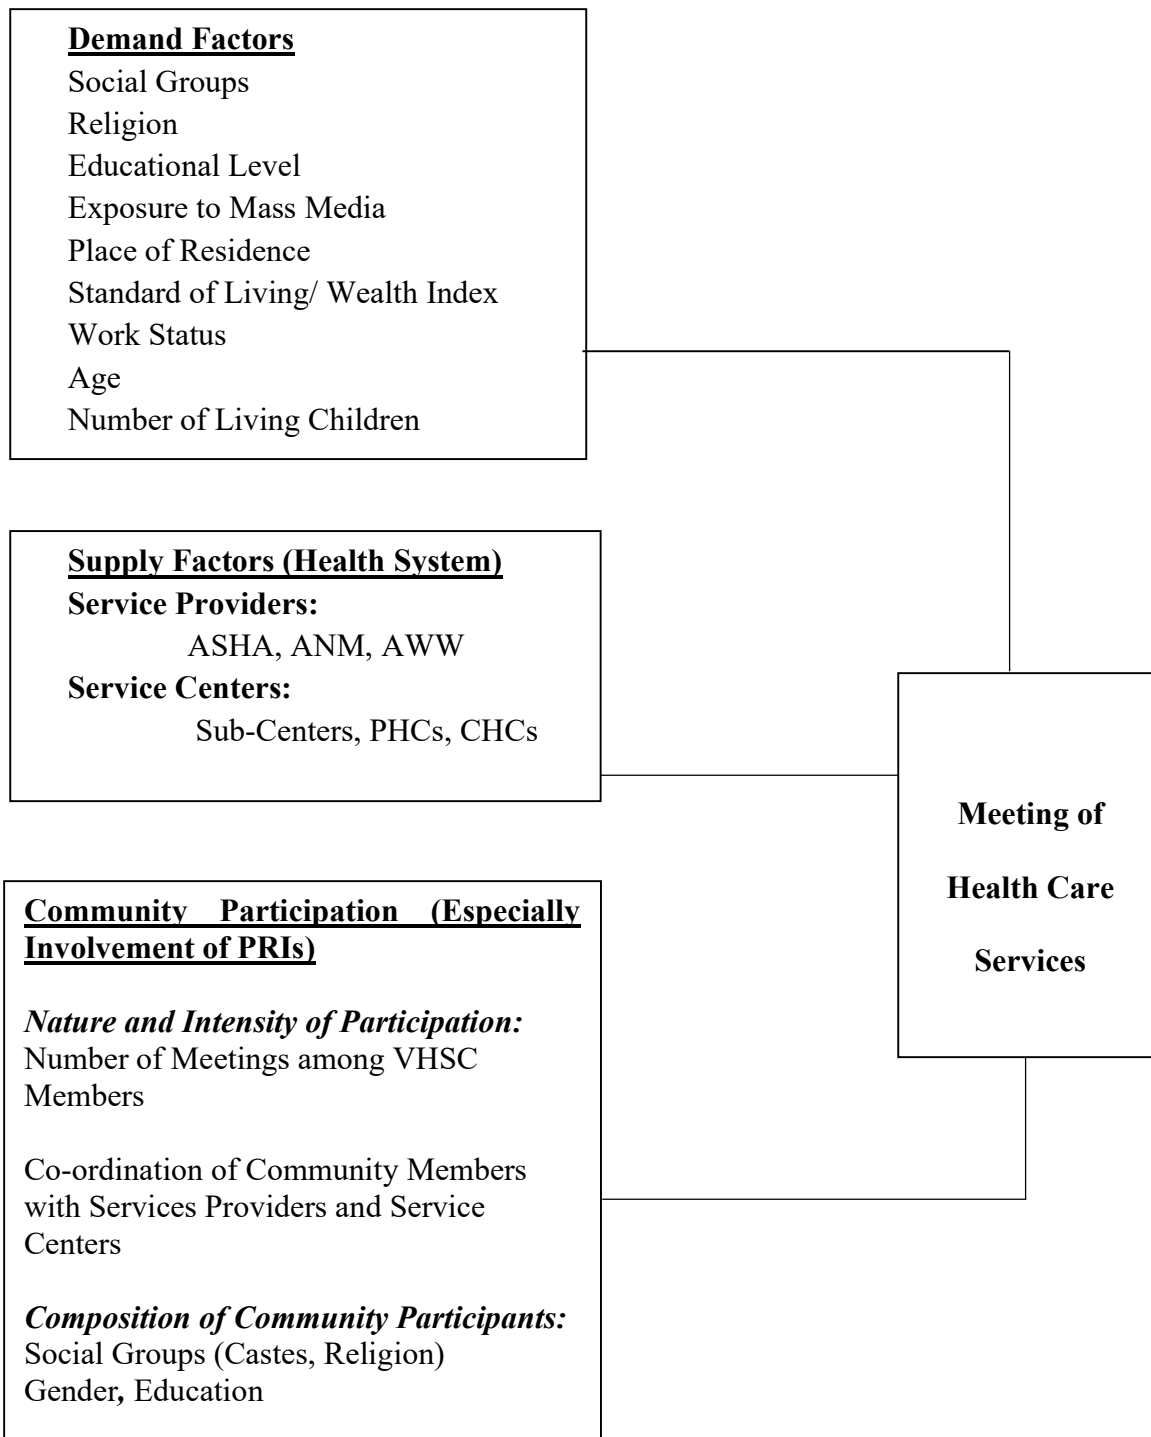 Demand Factors
Social Groups
Religion
Educational Level
Exposure to Mass Media
Place of Residence
Standard of Living/ Wealth Index
Work Status
Age
Number of Living Children
Supply Factors (Health System)
Service Providers:
ASHA, ANM, AWW
Service Centers:
Sub-Centers, PHCs, CHCs
Meeting of
Health Care
Services
Community Participation (Especially
Involvement of PRIs)
Nature and Intensity of Participation:
Number of Meetings among VHSC
Members
Co-ordination of Community Members
with Services Providers and Service
Centers
Composition of Community Participants:
Social Groups (Castes, Religion)
Gender, Education